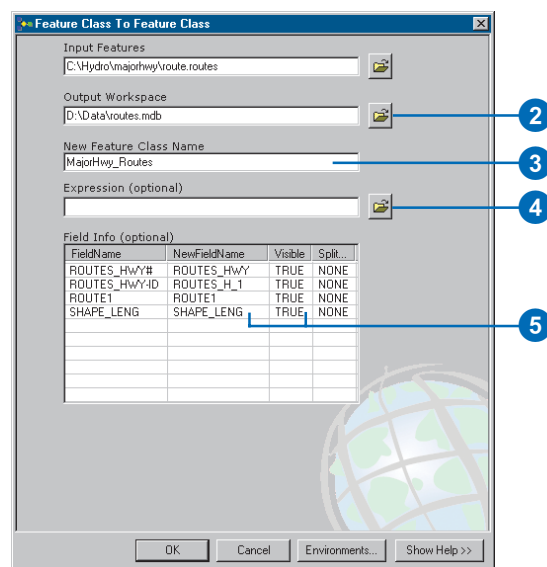 Feature Class To Feature Class
Input Features
C:\Hydro\majorhwy\route.routes
Output Workspace
D:\Data\routes.mdb
2
New Feature Class Name
MajorHwy_Routes
3
Expression (optional)
4
Field Info (optional)
FieldName NewFieldName Visible Split...
ROUTES_HWY# ROUTES_HWY TRUE NONE
ROUTES_HWY-ID ROUTES_H_1 TRUE NONE
ROUTE1 ROUTE1 TRUE NONE
SHAPE_LENG SHAPE_LENG TRUE NONE
5
OK Cancel Environments... Show Help >>